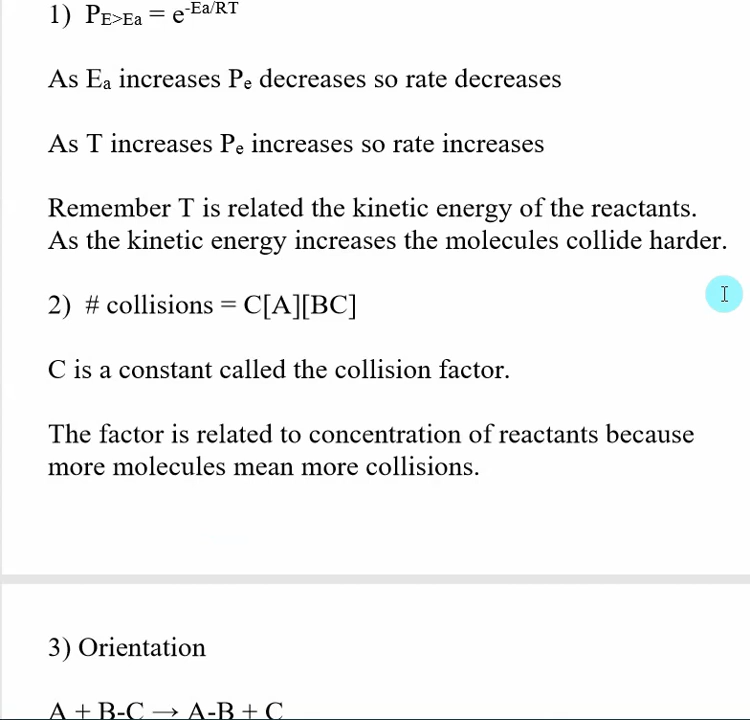 1) PE>Ea = e-Ea/RT
As Ea increases Pe decreases so rate decreases
As T increases Pe increases so rate increases
Remember T is related the kinetic energy of the reactants.
As the kinetic energy increases the molecules collide harder.
2) # collisions = C[A][BC]
C is a constant called the collision factor.
The factor is related to concentration of reactants because
more molecules mean more collisions.
3) Orientation
A + B-C → A-B + C